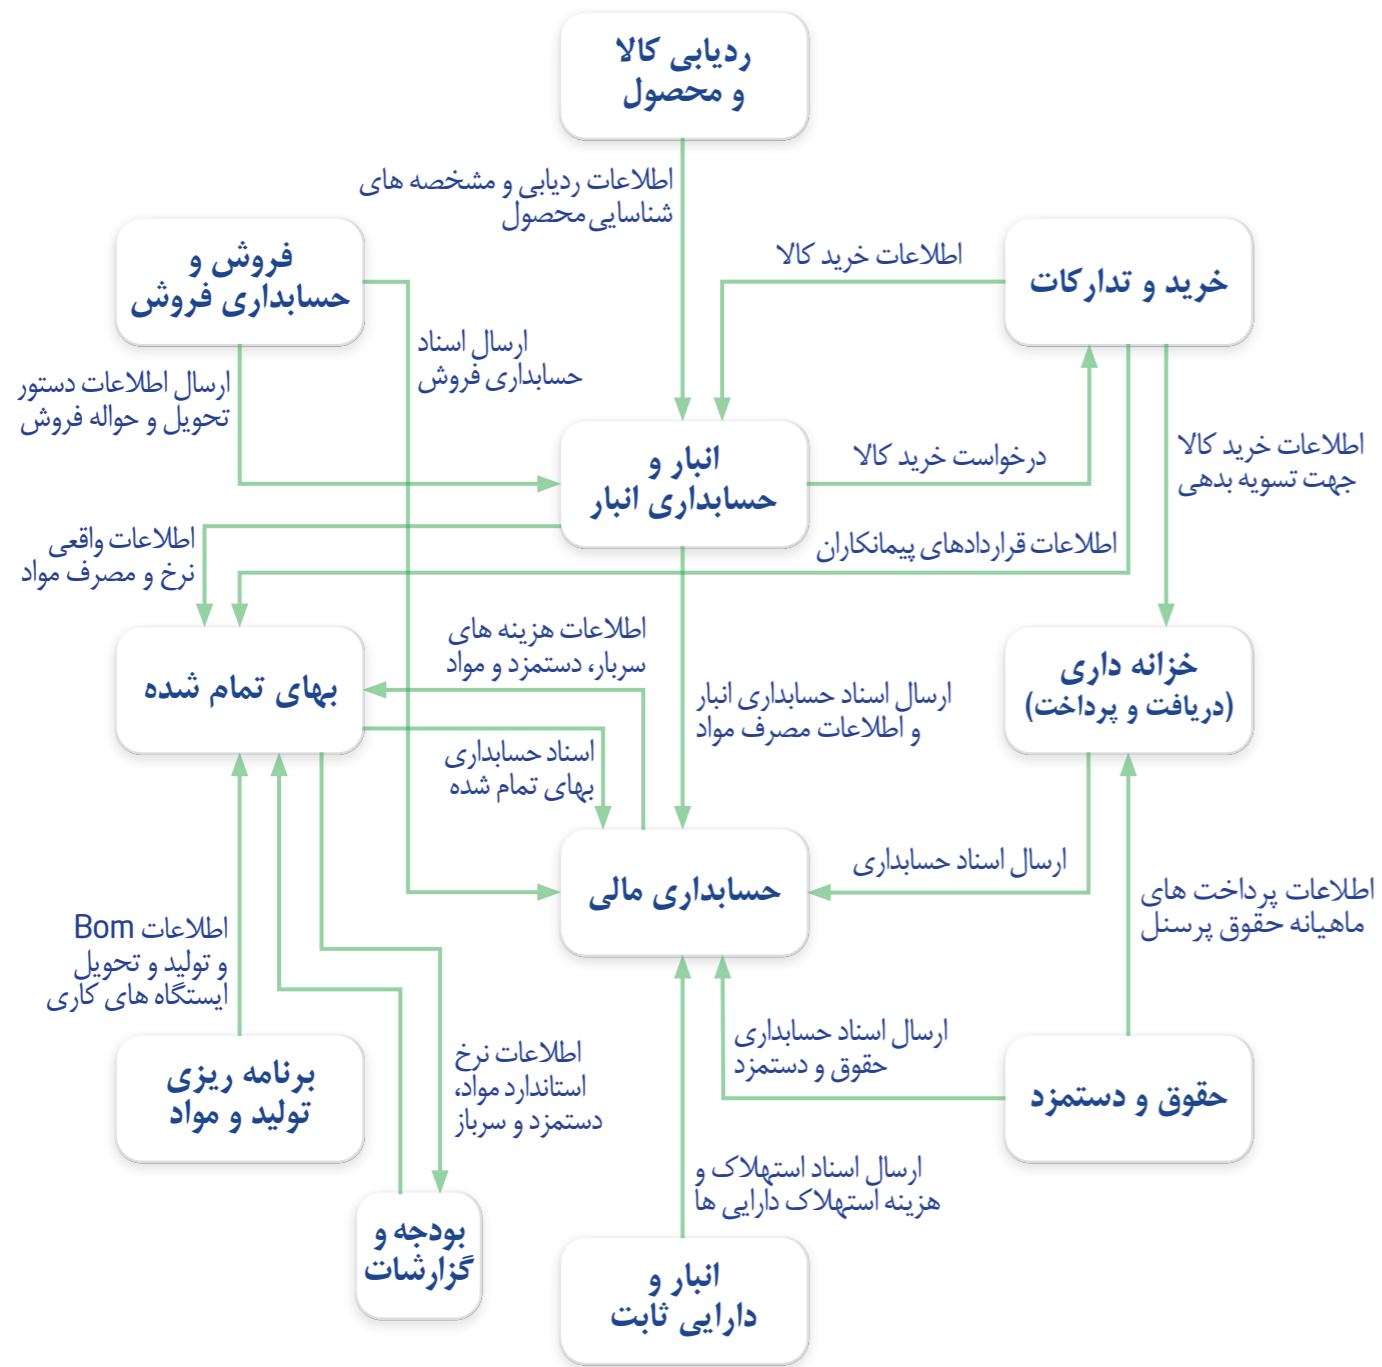 ردیابی کالا
و محصول
اطلاعات ردیابی و مشخصه های
شناسایی محصول
فروش و
حسابداری فروش
اطلاعات خرید کالا
خرید و تدارکات
ارسال اسناد
حسابداری فروش
ارسال اطلاعات دستور
تحویل و حواله فروش
انبار و
حسابداری انبار
درخواست خرید کالا
اطلاعات خرید کالا
جهت تسویه بدهی
اطلاعات قراردادهای پیمانکاران
اطلاعات واقعی
نرخ و مصرف مواد
اطلاعات هزینه های
سربار، دستمزد و مواد
خزانه داری
(دریافت و پرداخت)
بهای تمام شده
ارسال اسناد حسابداری انبار
و اطلاعات مصرف مواد
اسناد حسابداری
بهای تمام شده
ارسال اسناد حسابداری
حسابداری مالی
اطلاعات پرداخت های
ماهیانه حقوق پرسنل
اطلاعات Bom
و تولید و تحویل
ایستگاه های کاری
ارسال اسناد حسابداری
حقوق و دستمزد
اطلاعات نرخ
استاندارد مواد،
دستمزد و سرباز
برنامه ریزی
تولید و مواد
حقوق و دستمزد
ارسال اسناد استهلاک و
هزینه استهلاک دارایی ها
بودجه و
گزارشات
انبار و
دارایی ثابت